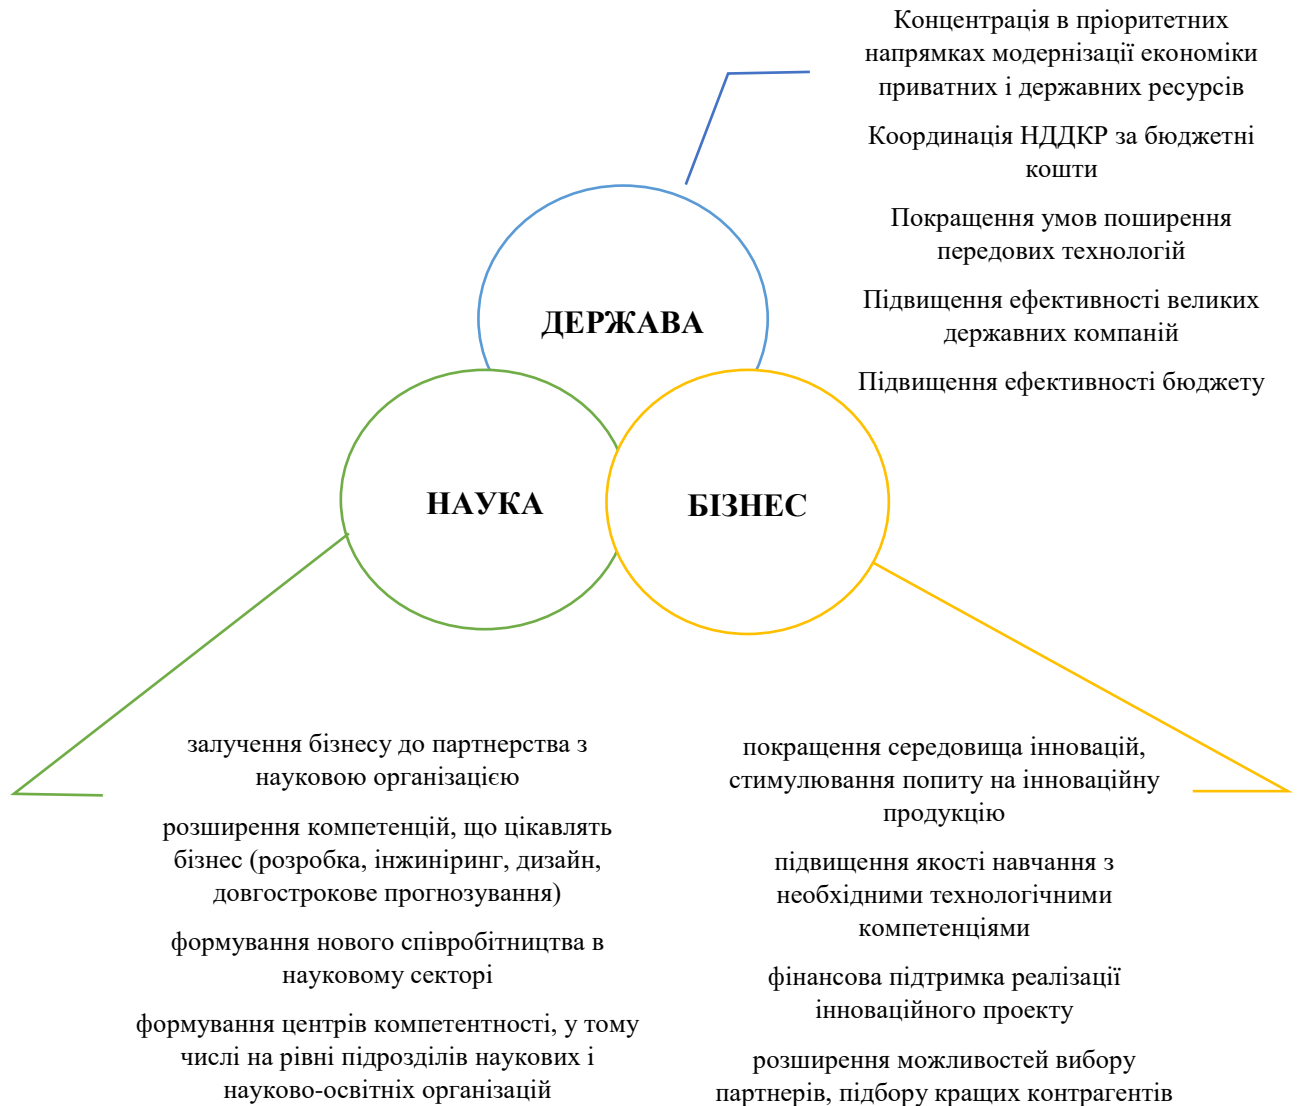 Концентрація в пріоритетних
напрямках модернізації економіки
приватних і державних ресурсів
Координація НДДКР за бюджетні
кошти
Покращення умов поширення
передових технологій
Підвищення ефективності великих
державних компаній
Підвищення ефективності бюджету
ДЕРЖАВА
НАУКА
БІЗНЕС
залучення бізнесу до партнерства з
науковою організацією
розширення компетенцій, що цікавлять
бізнес (розробка, інжиніринг, дизайн,
довгострокове прогнозування)
формування нового співробітництва в
науковому секторі
формування центрів компетентності, у тому
числі на рівні підрозділів наукових і
науково-освітніх організацій
покращення середовища інновацій,
стимулювання попиту на інноваційну
продукцію
підвищення якості навчання з
необхідними технологічними
компетенціями
фінансова підтримка реалізації
інноваційного проекту
розширення можливостей вибору
партнерів, підбору кращих контрагентів